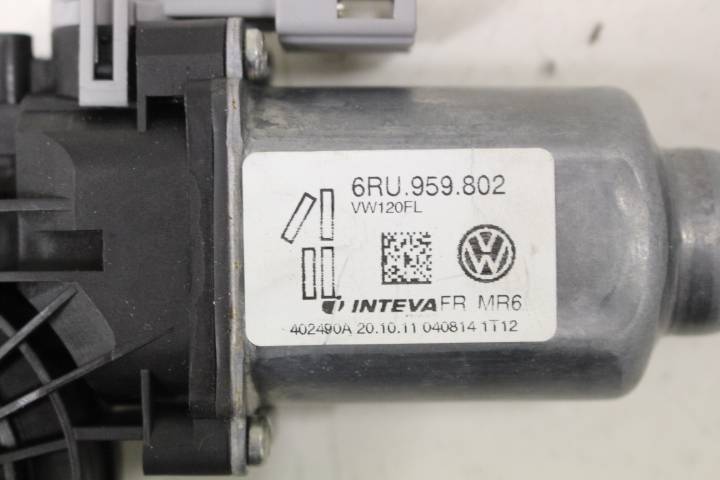 6RU.959.802
VW120FL
INTEVA FR MR6
402490A 20.10.11 040814 1T12